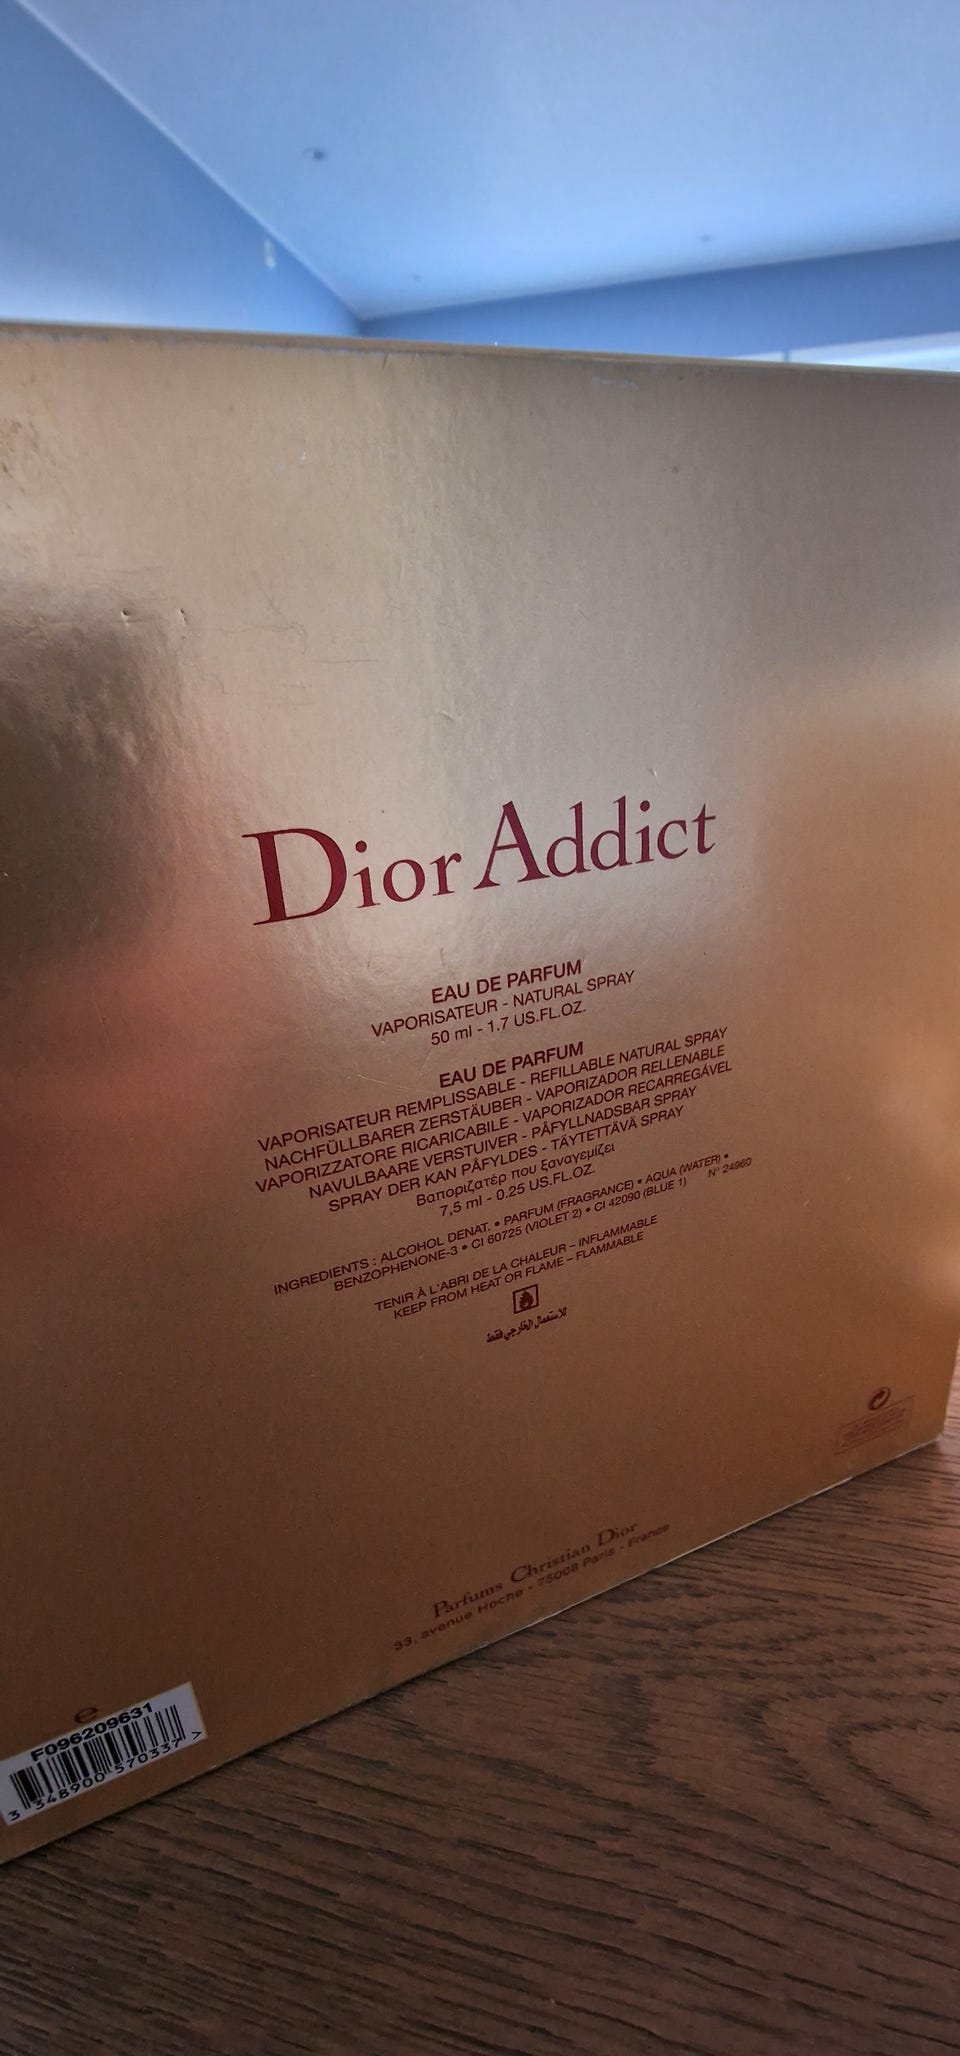 Dior Addict
EAU DE PARFUM
VAPORISATEUR - NATURAL SPRAY
50 ml - 1.7 US.FL.OZ.
EAU DE PARFUM
VAPORISATEUR REMPLISSABLE - REFILLABLE NATURAL SPRAY
NACHFÜLLBARER ZERSTÄUBER - VAPORIZADOR RELLENABLE
VAPORIZZATORE RICARICABILE - VAPORIZADOR RECARREGÁVEL
NAVULBAARE VERSTUIVER - PÅFYLLNADSBAR SPRAY
SPRAY DER KAN PÅFYLDES - TÄYTETTÄVÄ SPRAY
Βαποριζατέρ που ξαναγεμίζει
7,5 ml - 0.25 US.FL.OZ.
INGREDIENTS : ALCOHOL DENAT. • PARFUM (FRAGRANCE) • AQUA (WATER) •
BENZOPHENONE-3 • CI 60725 (VIOLET 2) • CI 42090 (BLUE 1) N° 24960
TENIR À L'ABRI DE LA CHALEUR – INFLAMMABLE
KEEP FROM HEAT OR FLAME – FLAMMABLE
للاستعمال الخارجي فقط
Parfums Christian Dior
33, avenue Hoche - 75008 Paris - France
e
F096209631
3 348900 570337 >